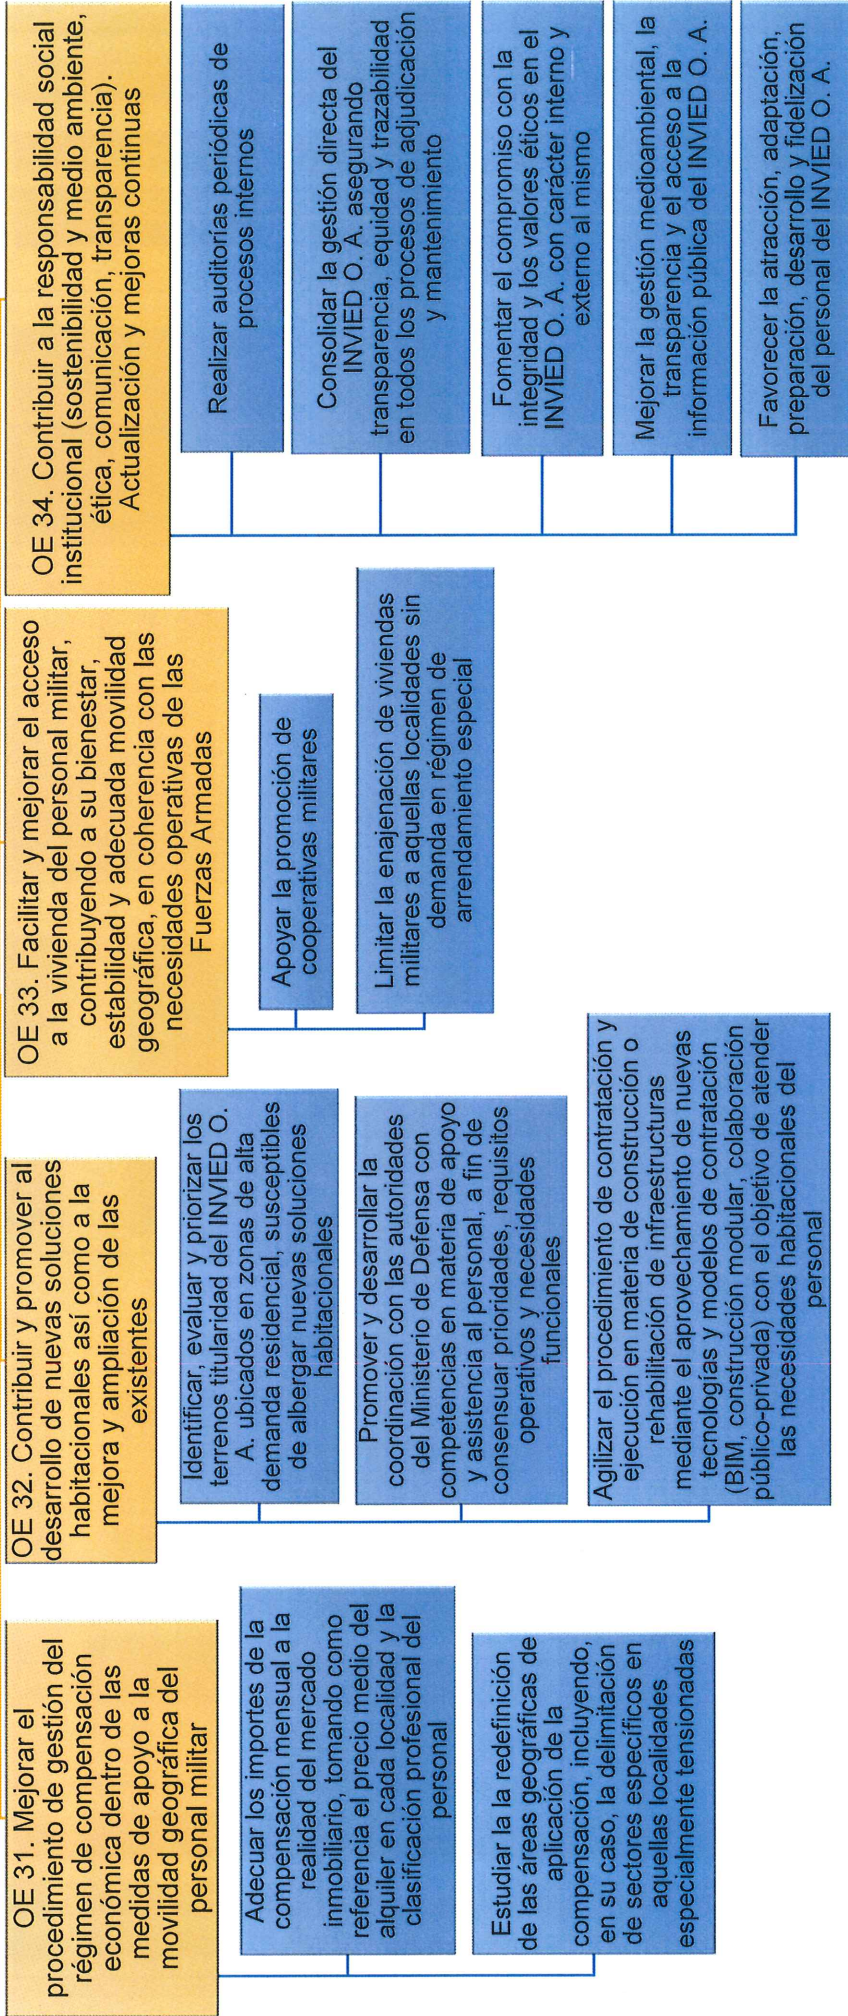 OE 31. Mejorar el
procedimiento de gestión del
régimen de compensación
económica dentro de las
medidas de apoyo a la
movilidad geográfica del
personal militar
Adecuar los importes de la
compensación mensual a la
realidad del mercado
inmobiliario, tomando como
referencia el precio medio del
alquiler en cada localidad y la
clasificación profesional del
personal
Estudiar la la redefinición
de las áreas geográficas de
aplicación de la
compensación, incluyendo,
en su caso, la delimitación
de sectores específicos en
aquellas localidades
especialmente tensionadas
OE 32. Contribuir y promover al
desarrollo de nuevas soluciones
habitacionales así como a la
mejora y ampliación de las
existentes
Identificar, evaluar y priorizar los
terrenos titularidad del INVIED O.
A. ubicados en zonas de alta
demanda residencial, susceptibles
de albergar nuevas soluciones
habitacionales
Promover y desarrollar la
coordinación con las autoridades
del Ministerio de Defensa con
competencias en materia de apoyo
y asistencia al personal, a fin de
consensuar prioridades, requisitos
operativos y necesidades
funcionales
Agilizar el procedimiento de contratación y
ejecución en materia de construcción o
rehabilitación de infraestructuras
mediante el aprovechamiento de nuevas
tecnologías y modelos de contratación
(BIM, construcción modular, colaboración
público-privada) con el objetivo de atender
las necesidades habitacionales del
personal
OE 33. Facilitar y mejorar el acceso
a la vivienda del personal militar,
contribuyendo a su bienestar,
estabilidad y adecuada movilidad
geográfica, en coherencia con las
necesidades operativas de las
Fuerzas Armadas
Apoyar la promoción de
cooperativas militares
Limitar la enajenación de viviendas
militares a aquellas localidades sin
demanda en régimen de
arrendamiento especial
OE 34. Contribuir a la responsabilidad social
institucional (sostenibilidad y medio ambiente,
ética, comunicación, transparencia).
Actualización y mejoras continuas
Realizar auditorías periódicas de
procesos internos
Consolidar la gestión directa del
INVIED O. A. asegurando
transparencia, equidad y trazabilidad
en todos los procesos de adjudicación
y mantenimiento
Fomentar el compromiso con la
integridad y los valores éticos en el
INVIED O. A. con carácter interno y
externo al mismo
Mejorar la gestión medioambiental, la
transparencia y el acceso a la
información pública del INVIED O. A.
Favorecer la atracción, adaptación,
preparación, desarrollo y fidelización
del personal del INVIED O. A.